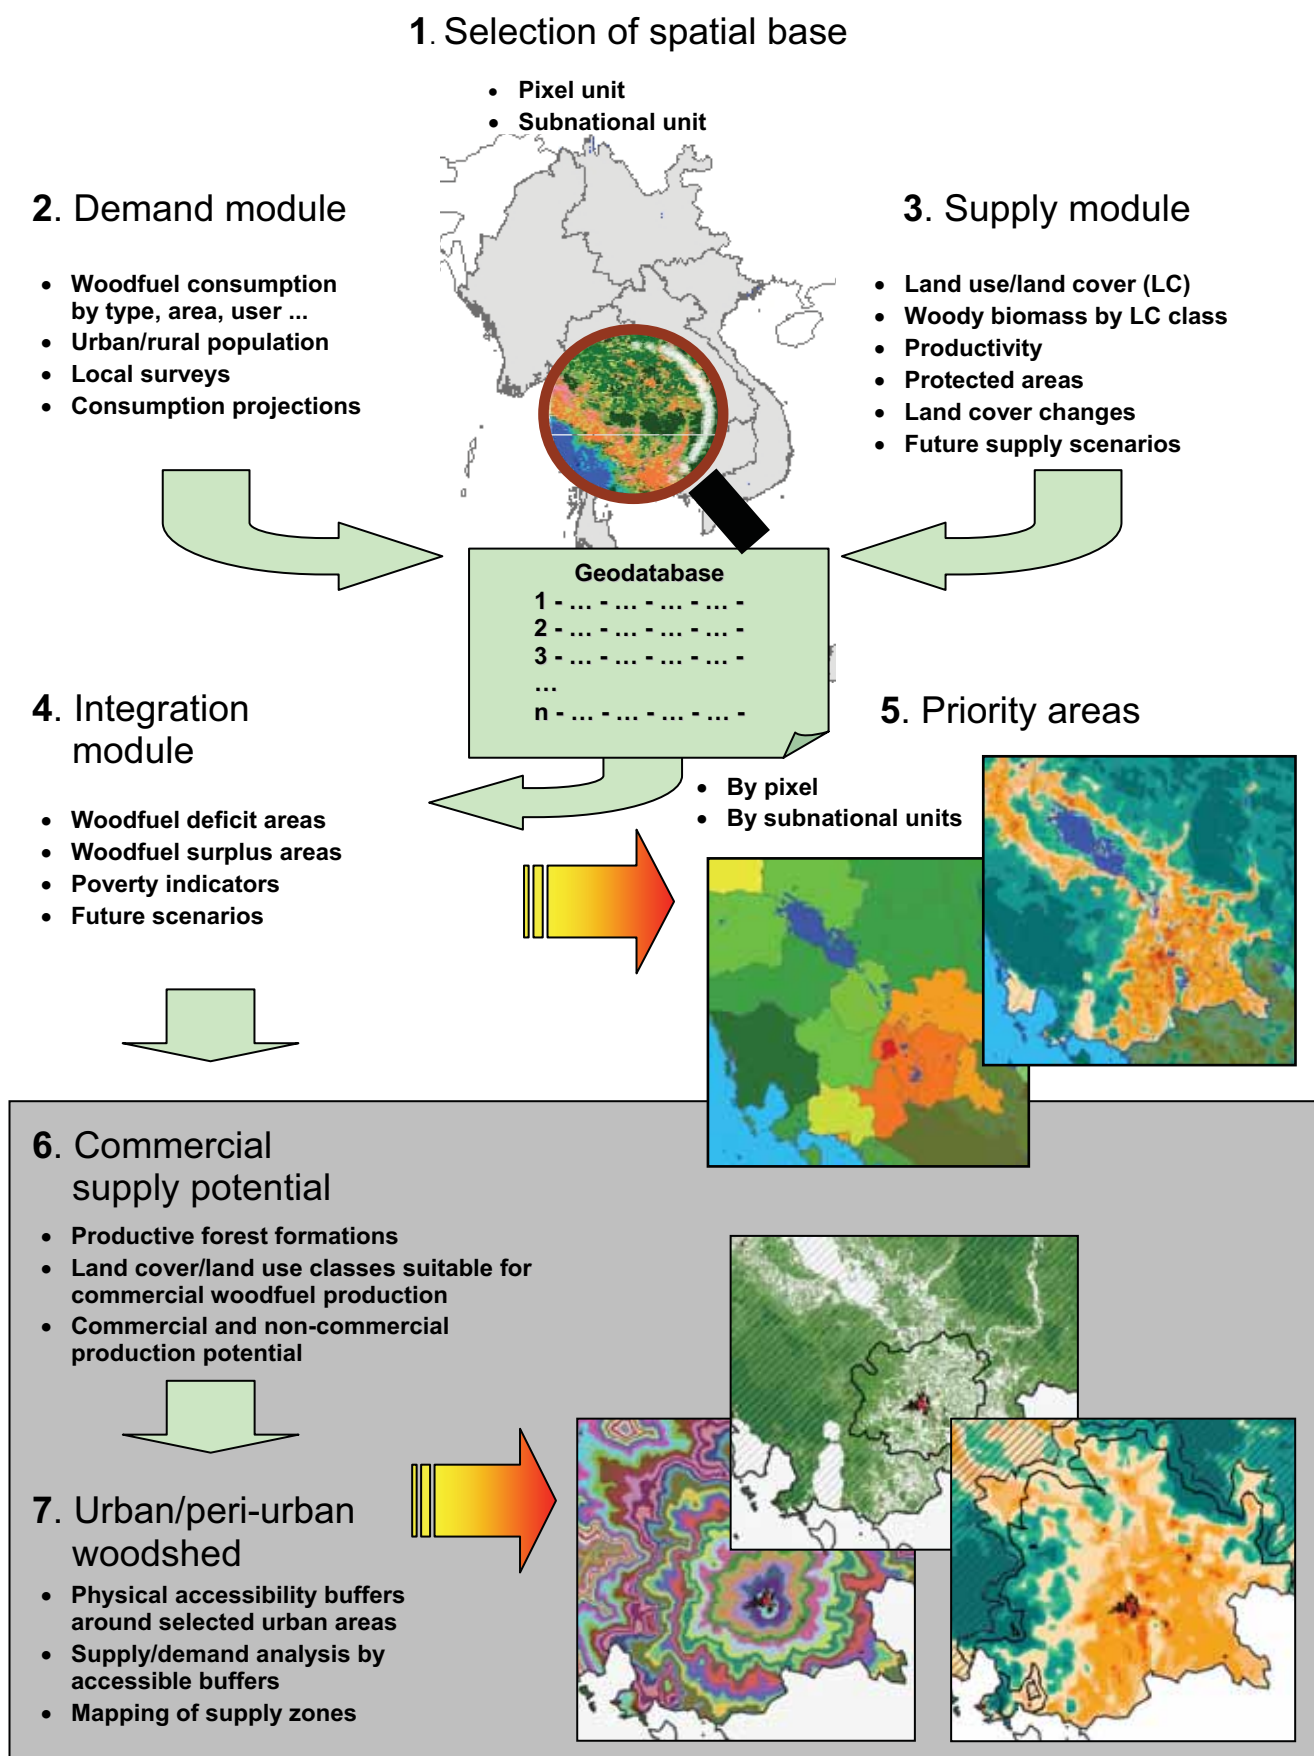 1. Selection of spatial base
• Pixel unit
• Subnational unit
2. Demand module
• Woodfuel consumption
by type, area, user ...
• Urban/rural population
• Local surveys
• Consumption projections
3. Supply module
• Land use/land cover (LC)
• Woody biomass by LC class
• Productivity
• Protected areas
• Land cover changes
• Future supply scenarios
Geodatabase
1 - ... - ... - ... - ... -
2 - ... - ... - ... - ... -
3 - ... - ... - ... - ... -
...
n - ... - ... - ... - ... -
4. Integration
module
• Woodfuel deficit areas
• Woodfuel surplus areas
• Poverty indicators
• Future scenarios
5. Priority areas
• By pixel
• By subnational units
6. Commercial
supply potential
• Productive forest formations
• Land cover/land use classes suitable for
commercial woodfuel production
• Commercial and non-commercial
production potential
7. Urban/peri-urban
woodshed
• Physical accessibility buffers
around selected urban areas
• Supply/demand analysis by
accessible buffers
• Mapping of supply zones